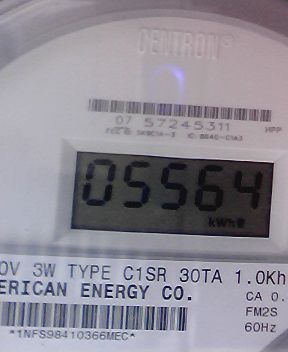 CENTRON®
07 57245311
HPP
05564
kWh
0V 3W TYPE C1SR 30TA 1.0Kh
ERICAN ENERGY CO.
CA 0.
FM2S
60Hz
*1NFS98410366MEC*